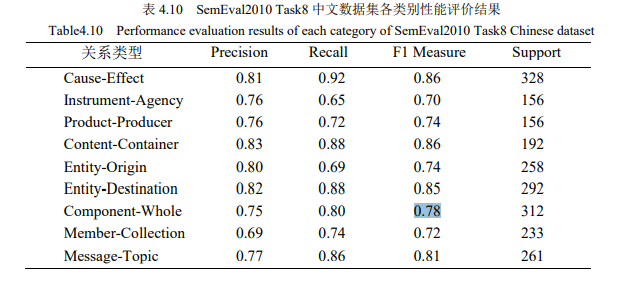 表 4.10 SemEval2010 Task8 中文数据集各类别性能评价结果
Table4.10 Performance evaluation results of each category of SemEval2010 Task8 Chinese dataset
关系类型 Precision Recall F1 Measure Support
Cause-Effect 0.81 0.92 0.86 328
Instrument-Agency 0.76 0.65 0.70 156
Product-Producer 0.76 0.72 0.74 156
Content-Container 0.83 0.88 0.86 192
Entity-Origin 0.80 0.69 0.74 258
Entity-Destination 0.82 0.88 0.85 292
Component-Whole 0.75 0.80 0.78 312
Member-Collection 0.69 0.74 0.72 233
Message-Topic 0.77 0.86 0.81 261